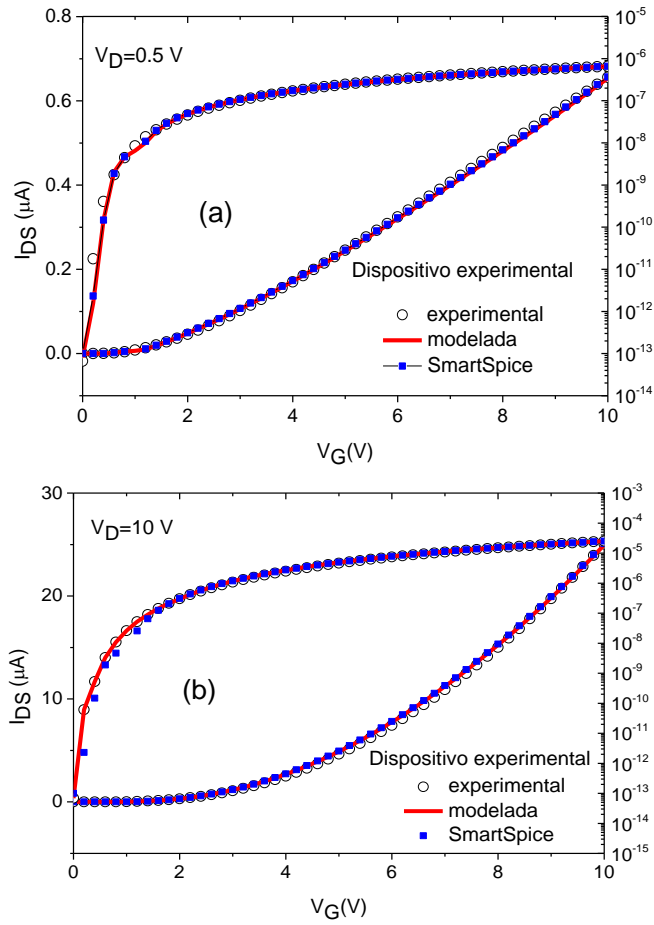 V_D=0.5 V
(a)
I_DS (µA)
0.8
0.6
0.4
0.2
0.0
10^-5
10^-6
10^-7
10^-8
10^-9
10^-10
10^-11
10^-12
10^-13
10^-14
Dispositivo experimental
experimental
modelada
SmartSpice
0 2 4 6 8 10
V_G(V)
V_D=10 V
(b)
I_DS (µA)
30
20
10
0
10^-3
10^-4
10^-5
10^-6
10^-7
10^-8
10^-9
10^-10
10^-11
10^-12
10^-13
10^-14
10^-15
Dispositivo experimental
experimental
modelada
SmartSpice
0 2 4 6 8 10
V_G(V)